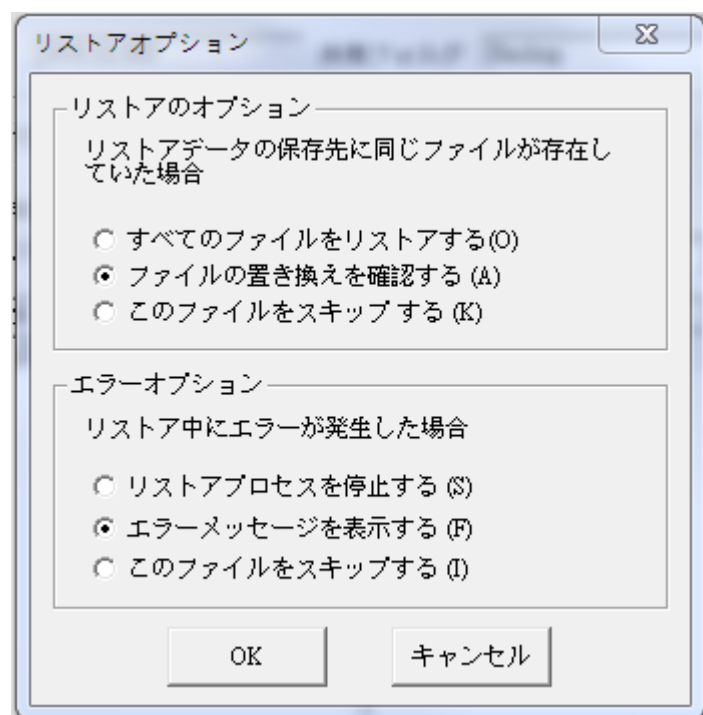 リストアオプション
リストアのオプション
リストアデータの保存先に同じファイルが存在し
ていた場合
すべてのファイルをリストアする(O)
ファイルの置き換えを確認する (A)
このファイルをスキップ する (K)
エラーオプション
リストア中にエラーが発生した場合
リストアプロセスを停止する (S)
エラーメッセージを表示する (F)
このファイルをスキップする (I)
OK キャンセル